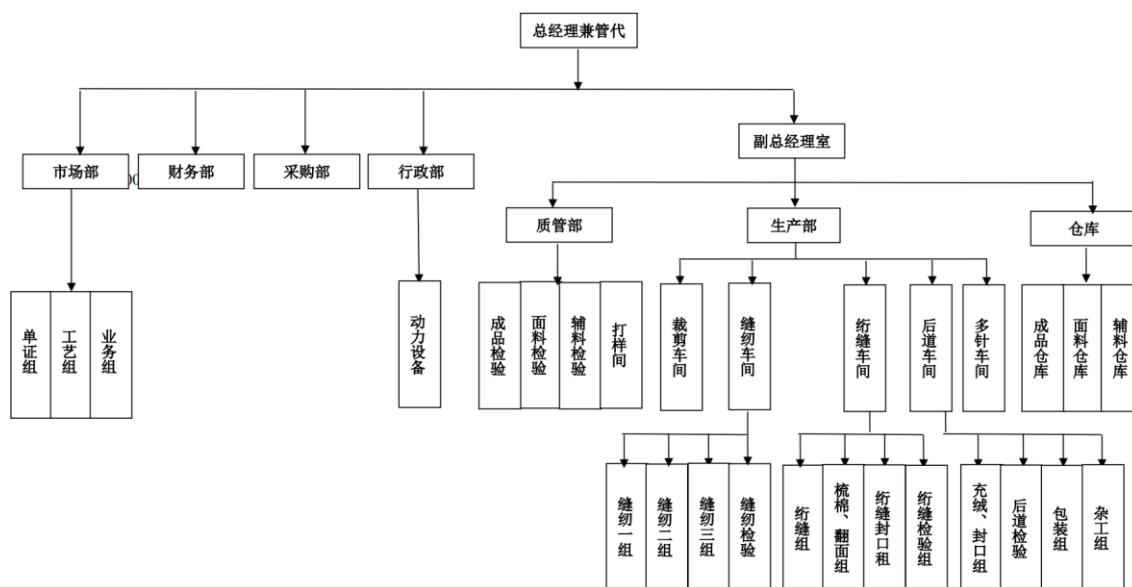 总经理兼管代
副总经理室
市场部
财务部
采购部
行政部
质管部
生产部
仓库
单证组
工艺组
业务组
动力设备
成品检验
面料检验
辅料检验
打样间
裁剪车间
缝纫车间
绗缝车间
后道车间
多针车间
成品仓库
面料仓库
辅料仓库
缝纫一组
缝纫二组
缝纫三组
缝纫检验
绗缝组
梳棉、翻面组
绗缝封口租
绗缝检验组
充绒、封口组
后道检验
包装组
杂工组